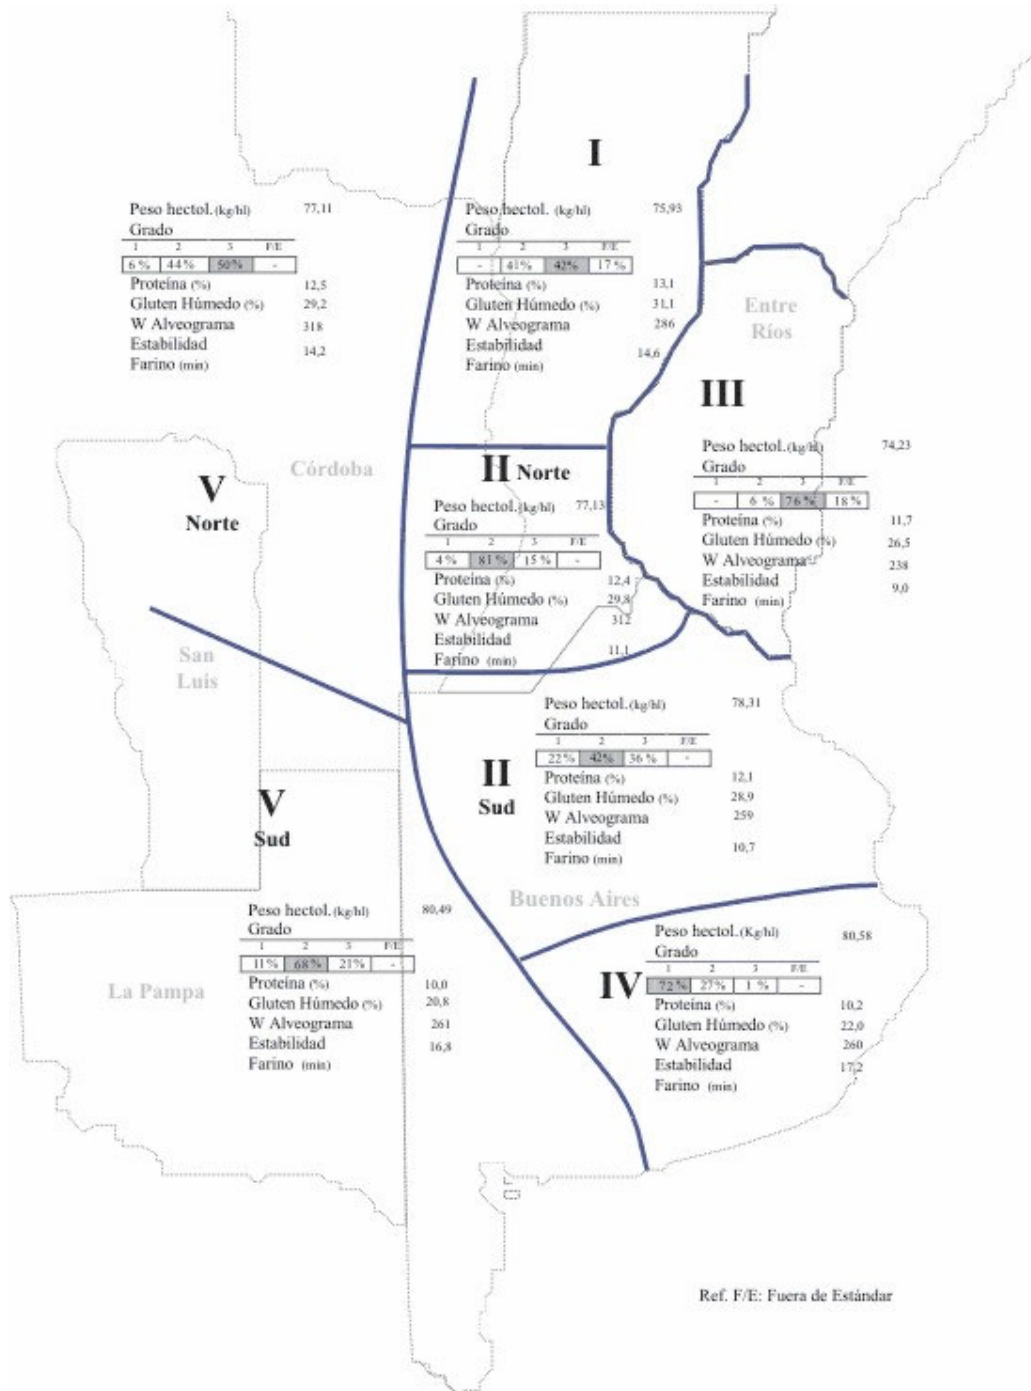 I
Peso hectol. (kg/hl) 77,11
Grado
1 2 3 F/E
6 % 44% 50% -
Proteína (%) 12,5
Gluten Húmedo (%) 29,2
W Alveograma 318
Estabilidad 14,2
Farino (min)
Peso hectol. (kg/hl) 75,93
Grado
1 2 3 F/E
- 41% 42% 17 %
Proteína (%) 13,1
Gluten Húmedo (%) 31,1
W Alveograma 286
Estabilidad 14,6
Farino (min)
Entre
Ríos
III
Peso hectol. (kg/hl) 74,23
Grado
1 2 3 F/E
- 6 % 76 % 18 %
Proteína (%) 11,7
Gluten Húmedo (%) 26,5
W Alveograma 238
Estabilidad 9,0
Farino (min)
Córdoba
V
Norte
II Norte
Peso hectol. (kg/hl) 77,13
Grado
1 2 3 F/E
4 % 81 % 15 % -
Proteína (%) 12,4
Gluten Húmedo (%) 29,8
W Alveograma 312
Estabilidad
Farino (min) 11,1
San
Luis
II
Sud
Peso hectol. (kg/hl) 78,31
Grado
1 2 3 F/E
22 % 42% 36 % -
Proteína (%) 12,1
Gluten Húmedo (%) 28,9
W Alveograma 259
Estabilidad
Farino (min) 10,7
V
Sud
Buenos Aires
Peso hectol. (kg/hl) 80,49
Grado
1 2 3 F/E
11 % 68% 21% -
Proteína (%) 10,0
Gluten Húmedo (%) 20,8
W Alveograma 261
Estabilidad 16,8
Farino (min)
La Pampa
IV
Peso hectol. (Kg/hl) 80,58
Grado
1 2 3 F/E
72 % 27% 1 % -
Proteína (%) 10,2
Gluten Húmedo (%) 22,0
W Alveograma 260
Estabilidad 17,2
Farino (min)
Ref. F/E: Fuera de Estándar